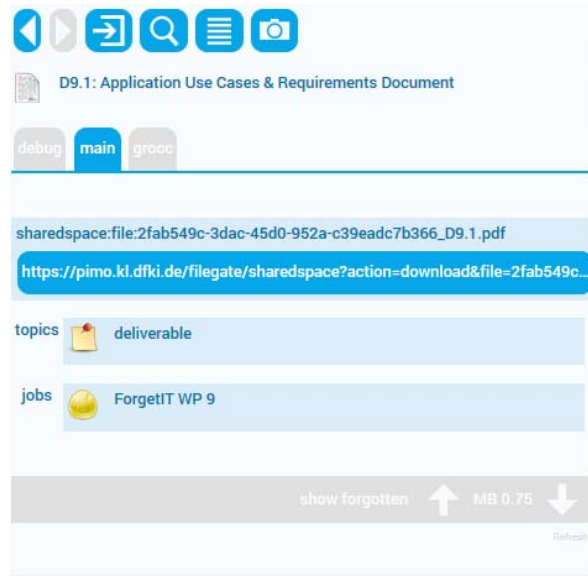 D9.1: Application Use Cases & Requirements Document
debug main grocc
sharedspace:file:2fab549c-3dac-45d0-952a-c39eadc7b366_D9.1.pdf
https://pimo.kl.dfki.de/filegate/sharedspace?action=download&file=2fab549c...
topics deliverable
jobs ForgetIT WP 9
show forgotten MB 0.75
Refresh